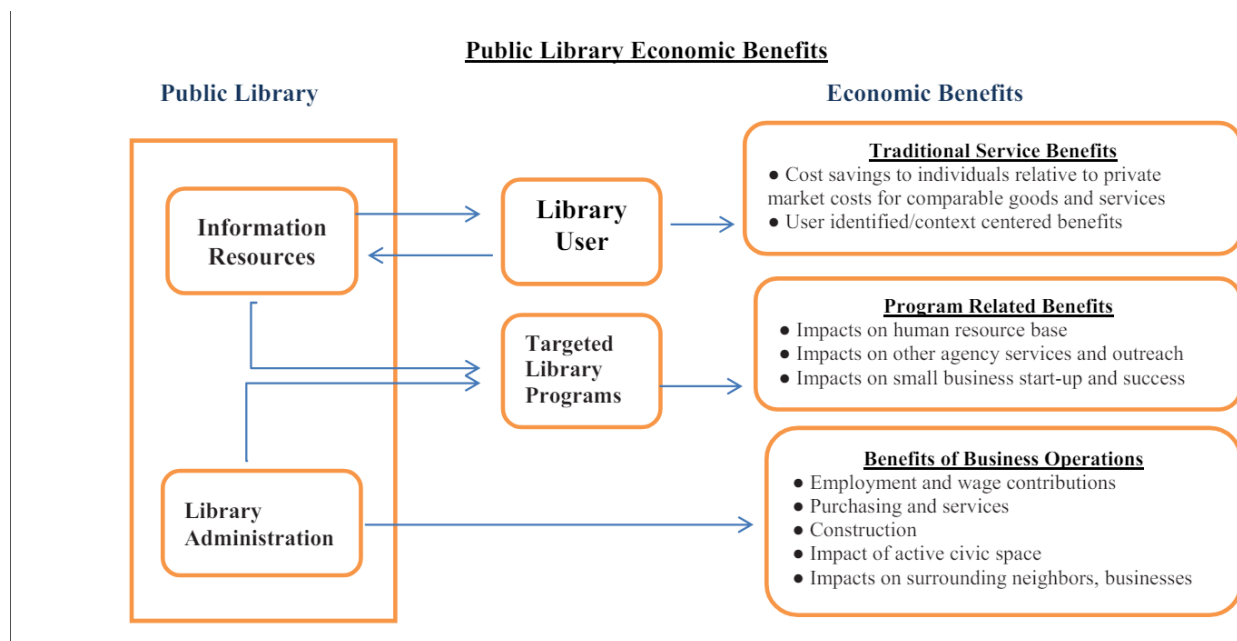 Public Library Economic Benefits
Public Library
Economic Benefits
Information
Resources
Library
User
Traditional Service Benefits
● Cost savings to individuals relative to private
market costs for comparable goods and services
● User identified/context centered benefits
Targeted
Library
Programs
Program Related Benefits
● Impacts on human resource base
● Impacts on other agency services and outreach
● Impacts on small business start-up and success
Library
Administration
Benefits of Business Operations
● Employment and wage contributions
● Purchasing and services
● Construction
● Impact of active civic space
● Impacts on surrounding neighbors, businesses